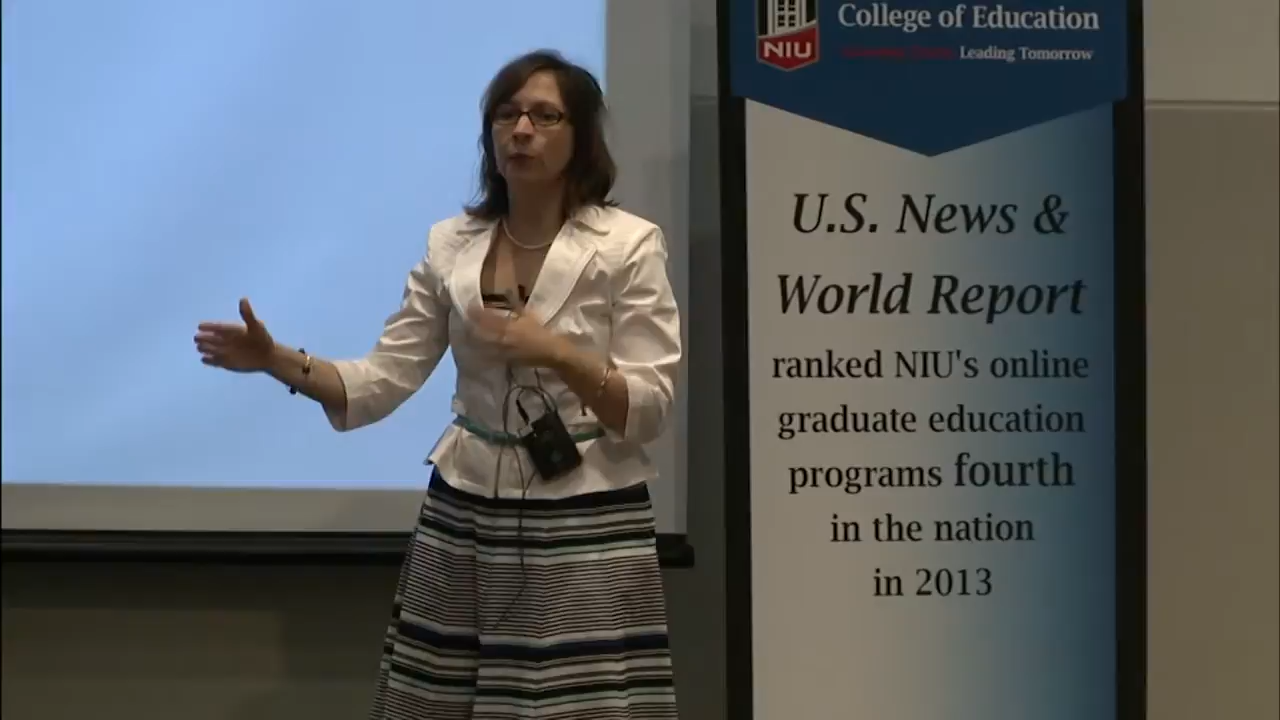 College of Education
NIU
Leading Tomorrow
U.S. News &
World Report
ranked NIU's online
graduate education
programs fourth
in the nation
in 2013